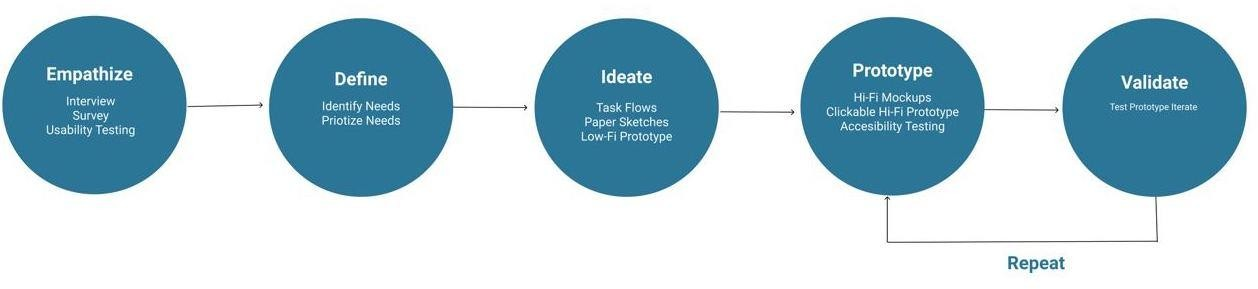 Empathize
Interview
Survey
Usability Testing
Define
Identify Needs
Priotize Needs
Ideate
Task Flows
Paper Sketches
Low-Fi Prototype
Prototype
Hi-Fi Mockups
Clickable Hi-Fi Prototype
Accesibility Testing
Validate
Test Prototype Iterate
Repeat